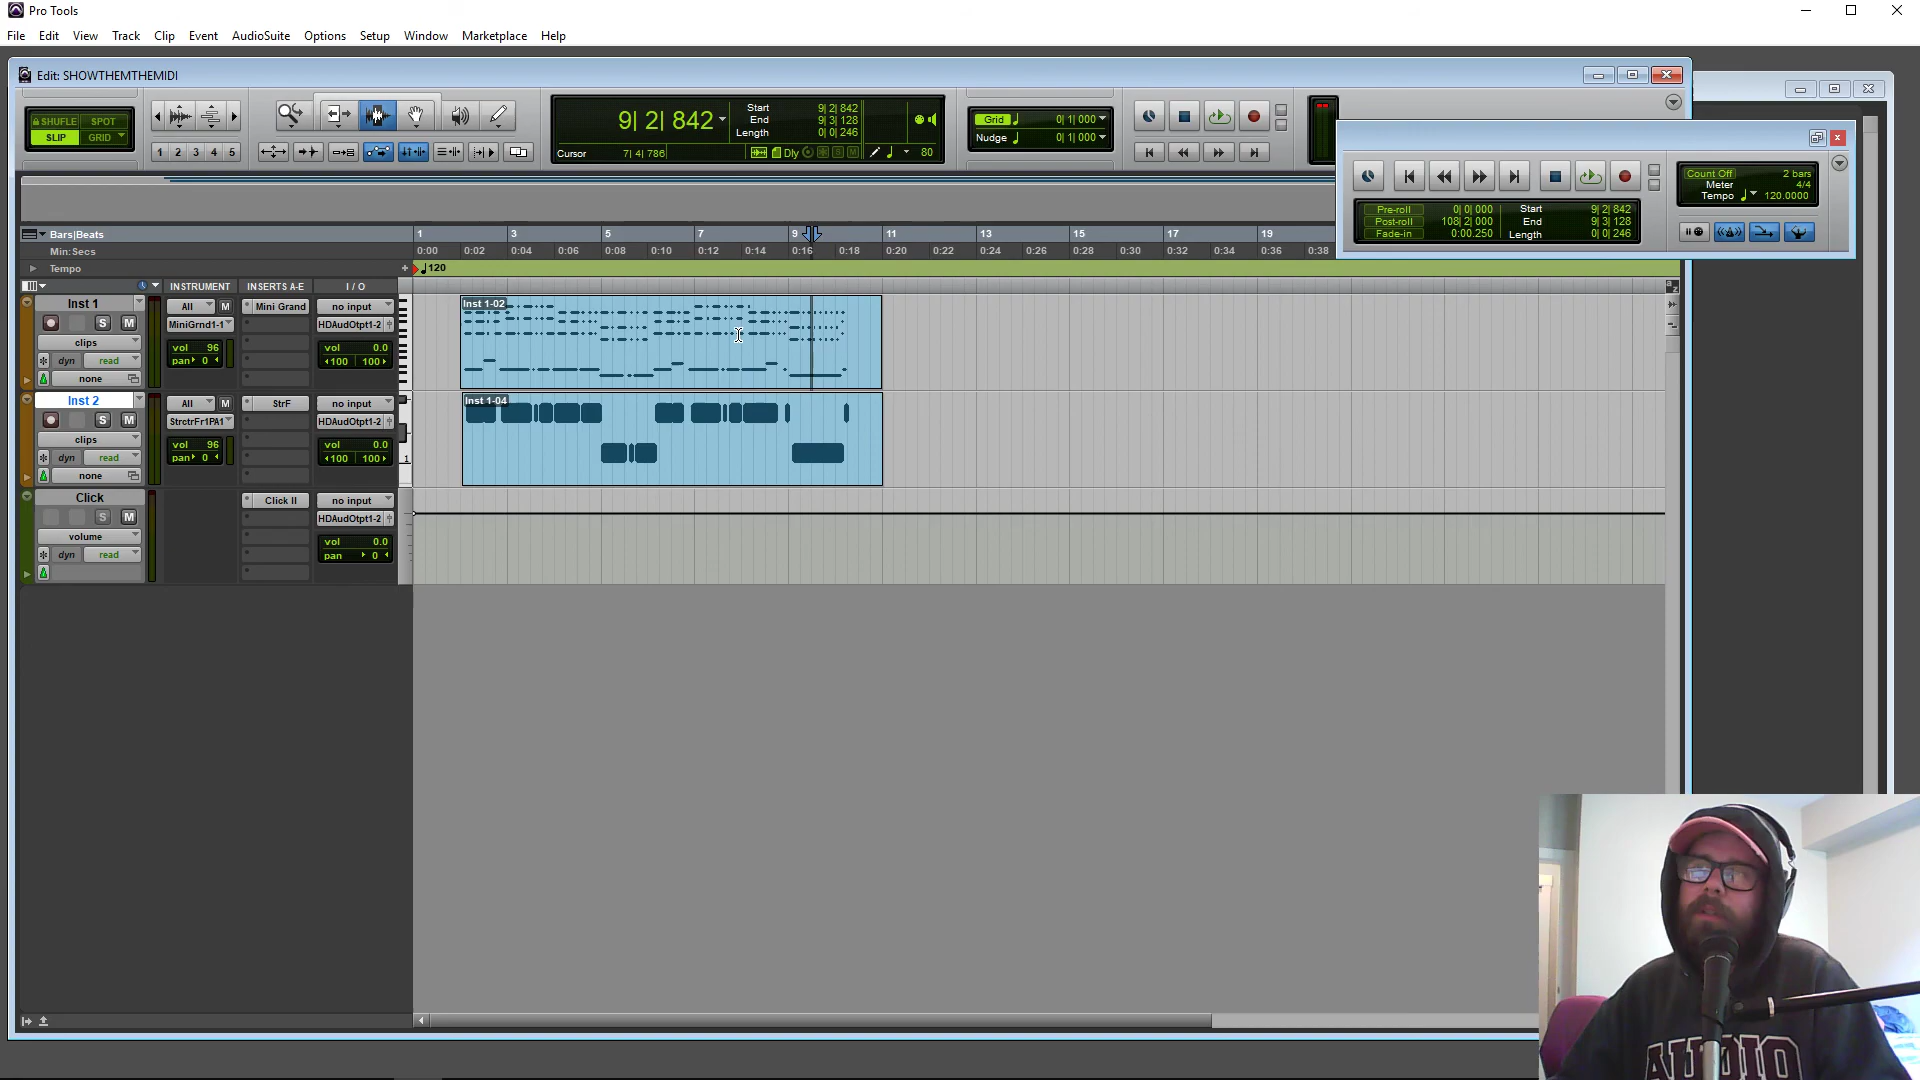 Pro Tools
File Edit View Track Clip Event AudioSuite Options Setup Window Marketplace Help
Edit: SHOWTHEMTHEMIDI
SHUFLE SPOT
SLIP GRID
1 2 3 4 5
9| 2| 842
Start 9| 2| 842
End 9| 3| 128
Length 0| 0| 246
Cursor 7| 4| 786
Dly S M 80
Grid 0| 1| 000
Nudge 0| 1| 000
Count Off 2 bars
Meter 4/4
Tempo 120.0000
Pre-roll 0| 0| 000 Start 9| 2| 842
Post-roll 108| 2| 000 End 9| 3| 128
Fade-in 0:00.250 Length 0| 0| 246
Bars|Beats 1 3 5 7 9 11 13 15 17 19
Min:Secs 0:00 0:02 0:04 0:06 0:08 0:10 0:12 0:14 0:16 0:18 0:20 0:22 0:24 0:26 0:28 0:30 0:32 0:34 0:36 0:38
Tempo + 120
INSTRUMENT INSERTS A-E I / O
Inst 1 All M Mini Grand no input Inst 1-02
S M MiniGrnd1-1 HDAudOtpt1-2
clips vol 96 vol 0.0
dyn read pan 0 100 100
none
Inst 2 All M StrF no input Inst 1-04
S M StrctrFr1PA1 HDAudOtpt1-2
clips vol 96 vol 0.0
dyn read pan 0 100 100 1
none
Click Click II no input
S M HDAudOtpt1-2
volume vol 0.0
dyn read pan 0
a z
AUDIO